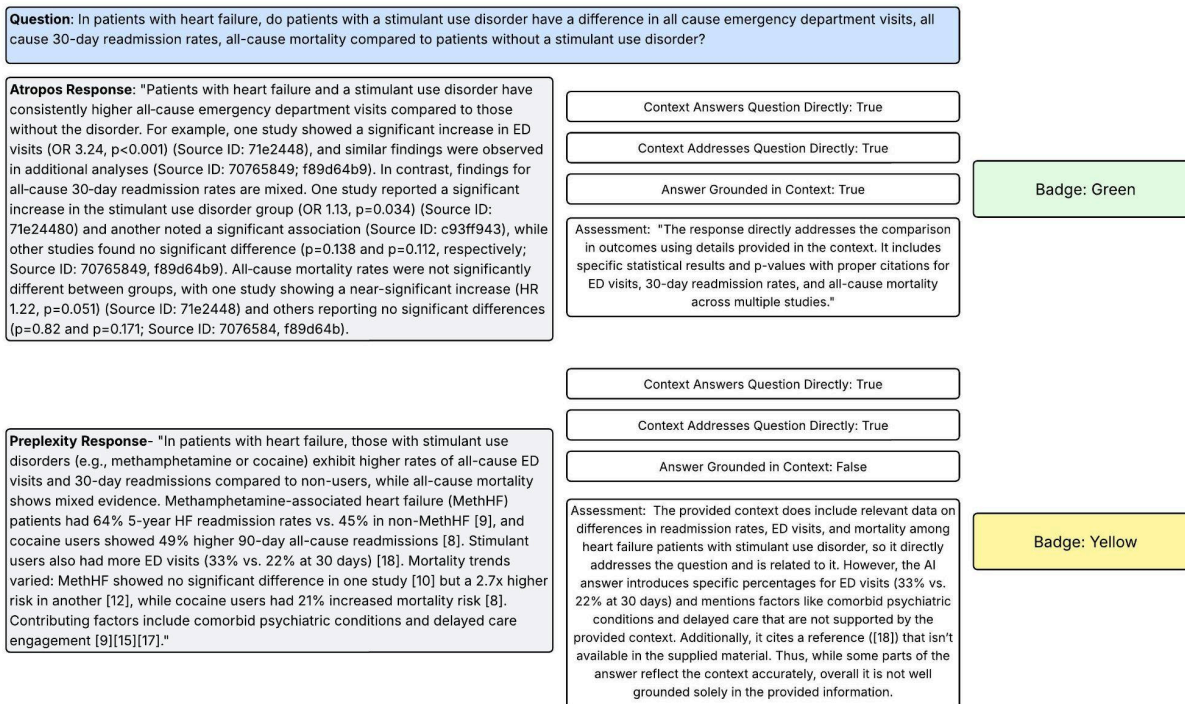 Question: In patients with heart failure, do patients with a stimulant use disorder have a difference in all cause emergency department visits, all
cause 30-day readmission rates, all-cause mortality compared to patients without a stimulant use disorder?
Atropos Response: "Patients with heart failure and a stimulant use disorder have
consistently higher all-cause emergency department visits compared to those
without the disorder. For example, one study showed a significant increase in ED
visits (OR 3.24, p<0.001) (Source ID: 71e2448), and similar findings were observed
in additional analyses (Source ID: 70765849; f89d64b9). In contrast, findings for
all-cause 30-day readmission rates are mixed. One study reported a significant
increase in the stimulant use disorder group (OR 1.13, p=0.034) (Source ID:
71e24480) and another noted a significant association (Source ID: c93ff943), while
other studies found no significant difference (p=0.138 and p=0.112, respectively;
Source ID: 70765849, f89d64b9). All-cause mortality rates were not significantly
different between groups, with one study showing a near-significant increase (HR
1.22, p=0.051) (Source ID: 71e2448) and others reporting no significant differences
(p=0.82 and p=0.171; Source ID: 7076584, f89d64b).
Context Answers Question Directly: True
Context Addresses Question Directly: True
Answer Grounded in Context: True
Assessment: "The response directly addresses the comparison
in outcomes using details provided in the context. It includes
specific statistical results and p-values with proper citations for
ED visits, 30-day readmission rates, and all-cause mortality
across multiple studies."
Badge: Green
Preplexity Response- "In patients with heart failure, those with stimulant use
disorders (e.g., methamphetamine or cocaine) exhibit higher rates of all-cause ED
visits and 30-day readmissions compared to non-users, while all-cause mortality
shows mixed evidence. Methamphetamine-associated heart failure (MethHF)
patients had 64% 5-year HF readmission rates vs. 45% in non-MethHF [9], and
cocaine users showed 49% higher 90-day all-cause readmissions [8]. Stimulant
users also had more ED visits (33% vs. 22% at 30 days) [18]. Mortality trends
varied: MethHF showed no significant difference in one study [10] but a 2.7x higher
risk in another [12], while cocaine users had 21% increased mortality risk [8].
Contributing factors include comorbid psychiatric conditions and delayed care
engagement [9][15][17]."
Context Answers Question Directly: True
Context Addresses Question Directly: True
Answer Grounded in Context: False
Assessment: The provided context does include relevant data on
differences in readmission rates, ED visits, and mortality among
heart failure patients with stimulant use disorder, so it directly
addresses the question and is related to it. However, the AI
answer introduces specific percentages for ED visits (33% vs.
22% at 30 days) and mentions factors like comorbid psychiatric
conditions and delayed care that are not supported by the
provided context. Additionally, it cites a reference ([18]) that isn't
available in the supplied material. Thus, while some parts of the
answer reflect the context accurately, overall it is not well
grounded solely in the provided information.
Badge: Yellow